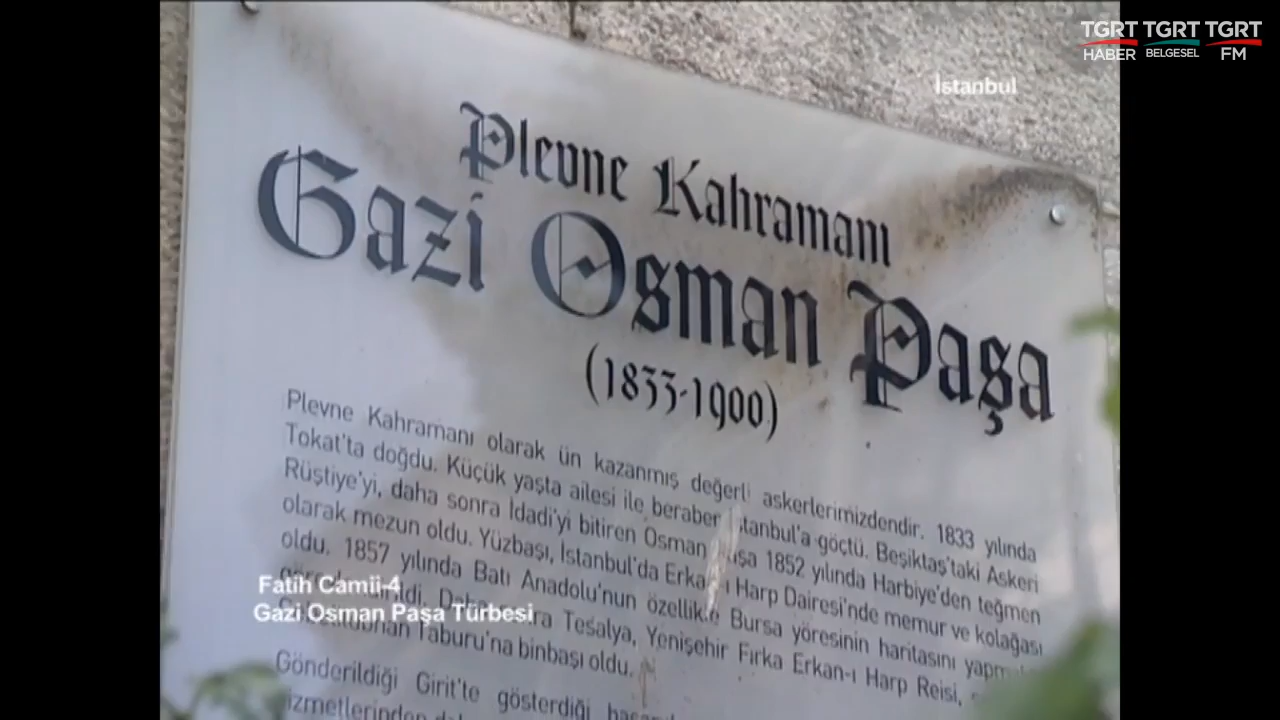 TGRT TGRT TGRT
HABER BELGESEL FM
İstanbul
Plevne Kahramanı
Gazi Osman Paşa
(1833-1900)
Plevne Kahramanı olarak ün kazanmış değerli askerlerimizdendir. 1833 yılında
Tokat'ta doğdu. Küçük yaşta ailesi ile beraber stanbul'a göçtü. Beşiktaş'taki Askeri
Rüştiye'yi, daha sonra İdadi'yi bitiren Osman aşa 1852 yılında Harbiye'den teğmen
olarak mezun oldu. Yüzbaşı, İstanbul'da Erka ı Harp Dairesi'nde memur ve kolağası
oldu. 1857 yılında Batı Anadolu'nun özellikle Bursa yöresinin haritasını
Tesalya, Yenişehir Fırka Erkan-ı Harp Reisi,
Taburu'na binbaşı oldu.
Fatih Camii-4
Gazi Osman Paşa Türbesi
Gönderildiği Girit'te gösterdiği